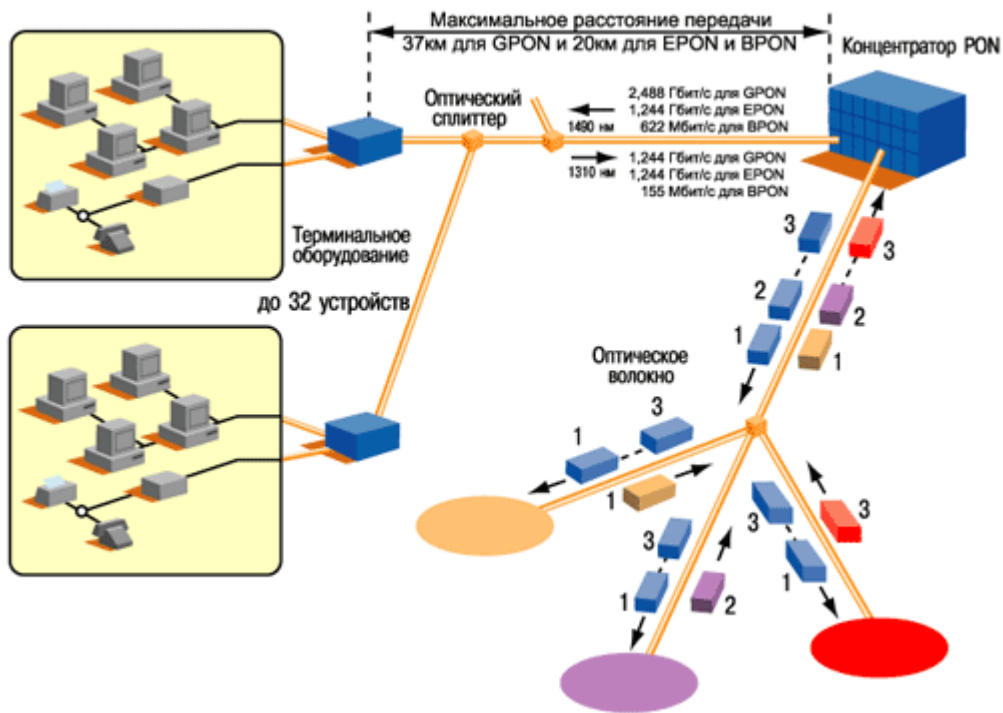 Максимальное расстояние передачи
37км для GPON и 20км для EPON и BPON
Концентратор PON
Оптический
сплиттер
2,488 Гбит/с для GPON
1,244 Гбит/с для EPON
1490 нм
622 Мбит/с для BPON
1310 нм
1,244 Гбит/с для GPON
1,244 Гбит/с для EPON
155 Мбит/с для BPON
Терминальное
оборудование
до 32 устройств
Оптическое
волокно
3
3
2
2
1
1
3
1
1
3
3
3
1
2
1